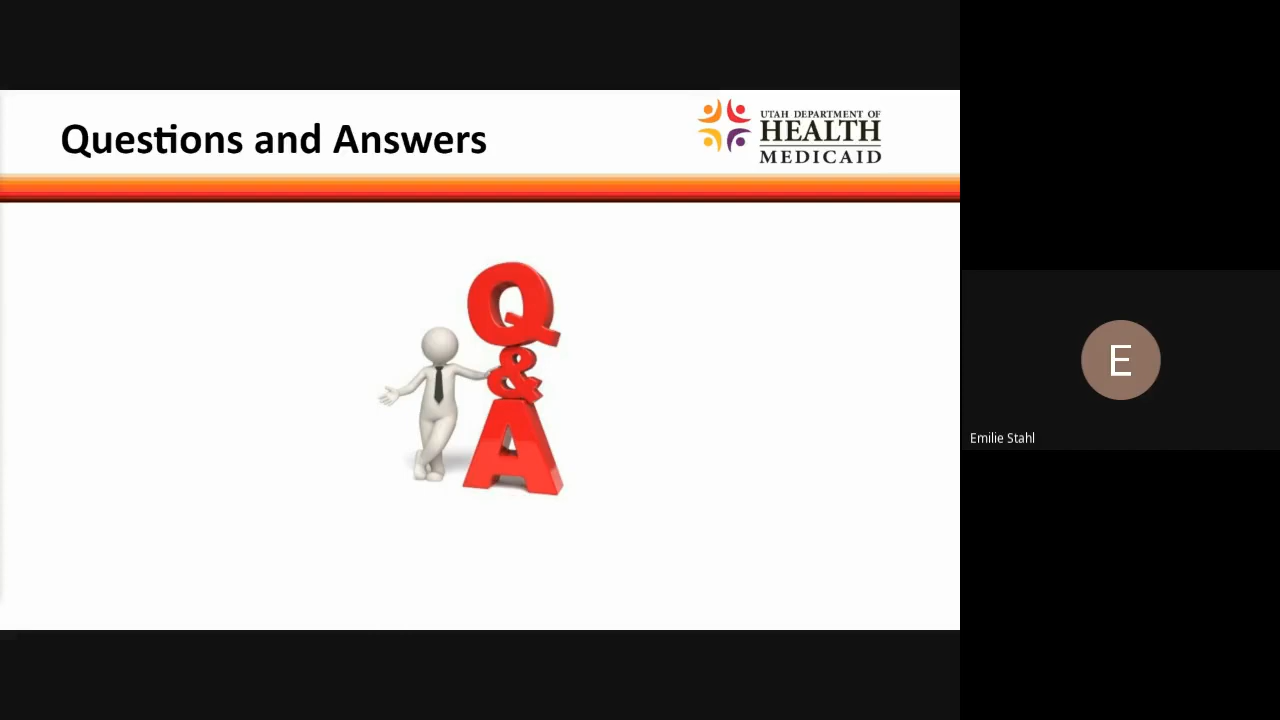 Questions and Answers
UTAH DEPARTMENT OF
HEALTH
MEDICAID
Q
&
A
E
Emilie Stahl